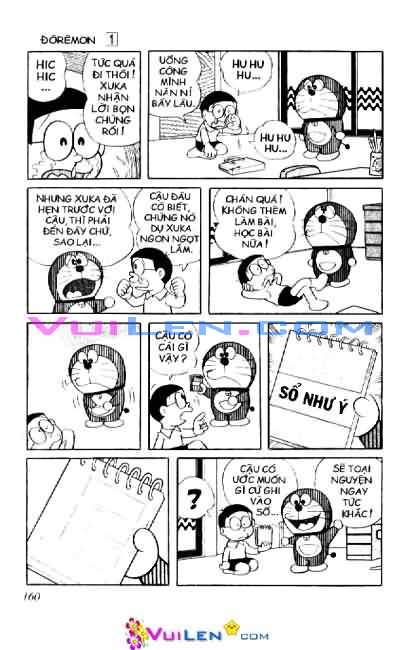 ĐÔRÊMON 1
HIC
HIC
...
TỨC QUÁ
ĐI THÔI!
XUKA
NHẬN
LỜI BỌN
CHÚNG
RỒI!
UỔNG
CÔNG
MÌNH
NĂN NỈ
BẤY LÂU.
HU HU
HU...
HU HU
HU...
NHƯNG XUKA ĐÃ
HẸN TRƯỚC VỚI
CẬU, THÌ PHẢI
ĐẾN ĐÂY CHỨ,
SAO LẠI...
CẬU ĐÂU
CÓ BIẾT,
CHÚNG NÓ
DỤ XUKA
NGON NGỌT
LẮM.
CHÁN QUÁ!
KHÔNG THÈM
LÀM BÀI,
HỌC BÀI
NỮA!
VUILEN.COM
CẬU CÓ
CÁI GÌ
VẬY?
SỔ NHƯ Ý
?
CẬU CÓ
ƯỚC MUỐN
GÌ CỨ GHI
VÀO
SỔ...
SẼ TOẠI
NGUYỆN
NGAY
TỨC
KHẮC!
160
VUILEN.COM